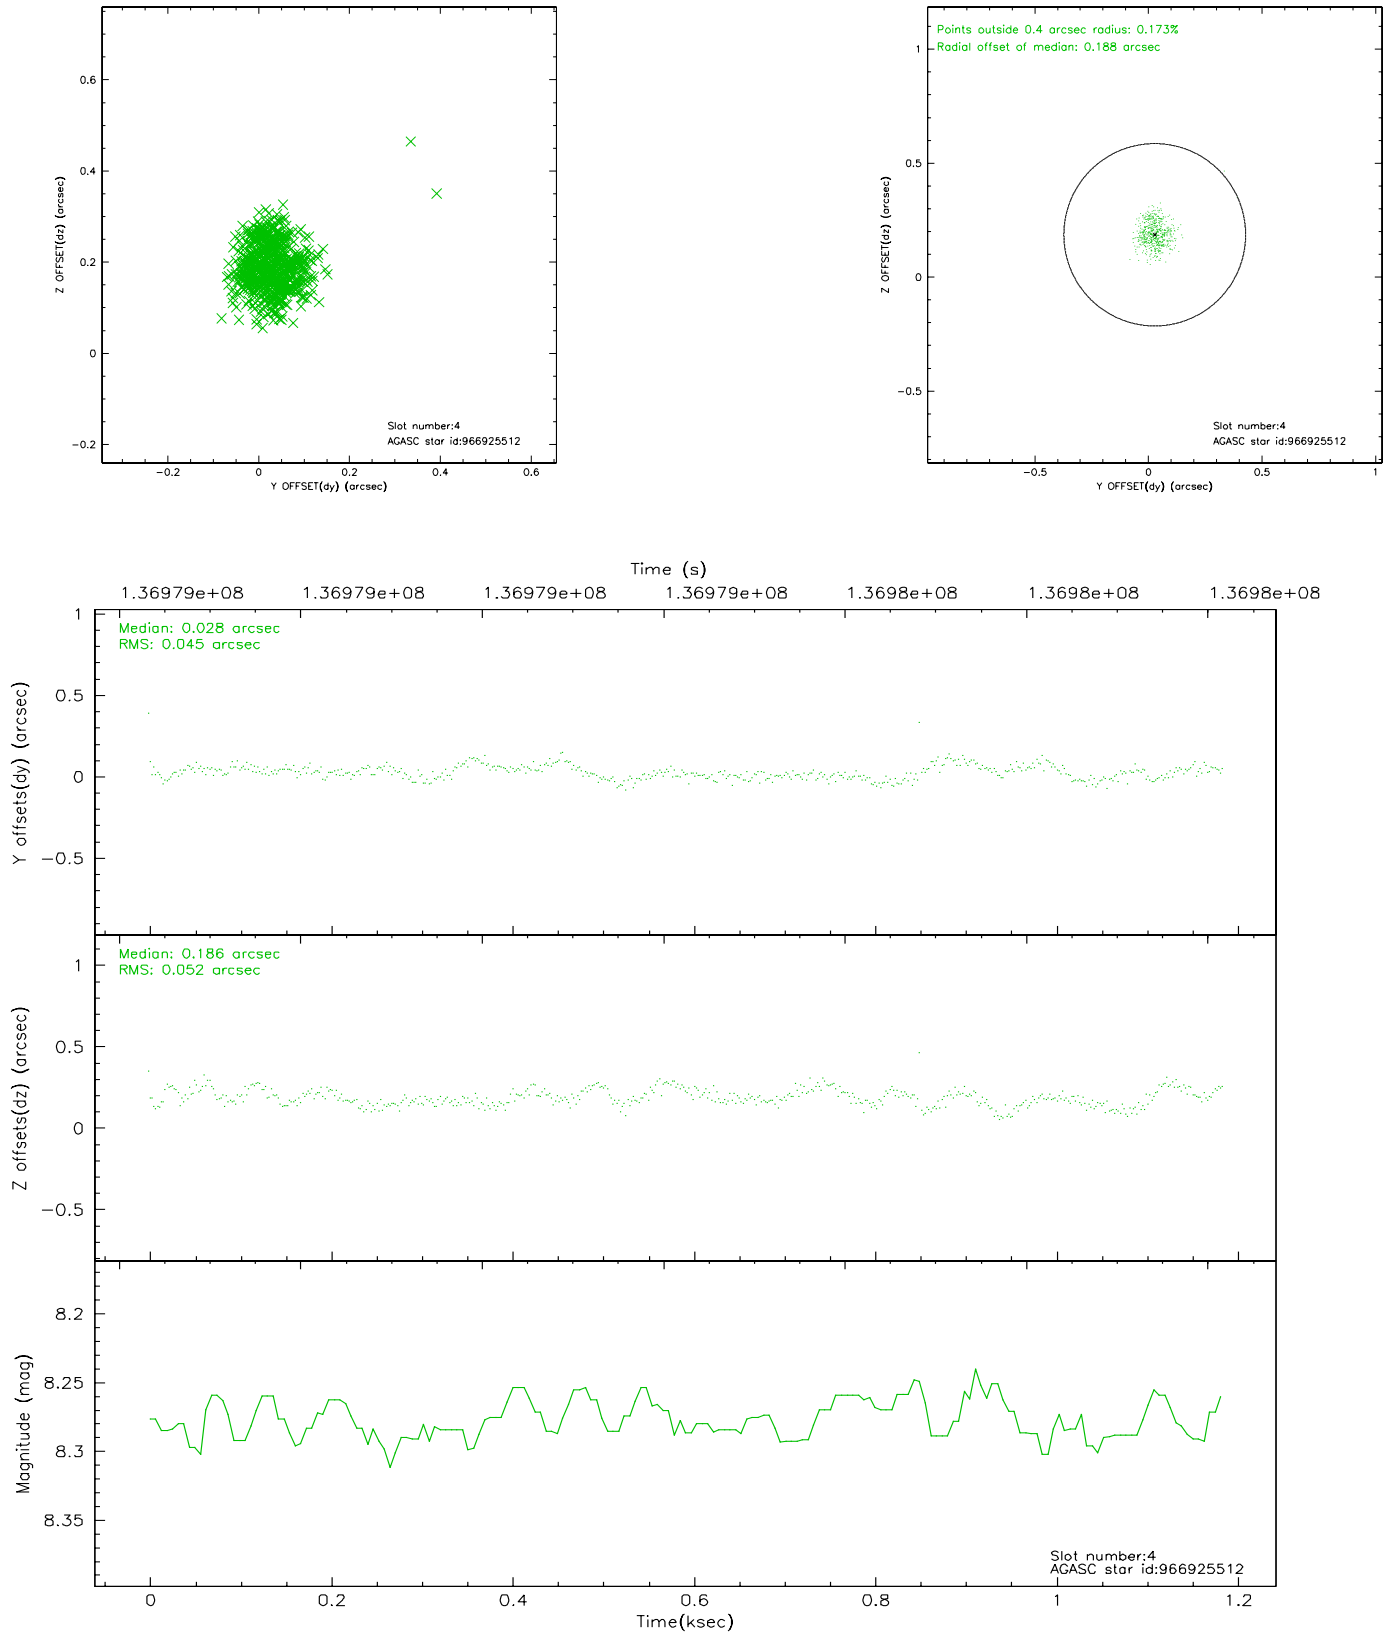 0.6
0.4
0.2
0
−0.2
Z OFFSET(dz) (arcsec)
Slot number:4
AGASC star id:966925512
−0.2 0 0.2 0.4 0.6
Y OFFSET(dy) (arcsec)
Points outside 0.4 arcsec radius: 0.173%
Radial offset of median: 0.188 arcsec
1
0.5
0
−0.5
Z OFFSET(dz) (arcsec)
Slot number:4
AGASC star id:966925512
−0.5 0 0.5 1
Y OFFSET(dy) (arcsec)
Time (s)
1.36979e+08 1.36979e+08 1.36979e+08 1.36979e+08 1.3698e+08 1.3698e+08 1.3698e+08
Median: 0.028 arcsec
RMS: 0.045 arcsec
1
0.5
0
−0.5
Y offsets(dy) (arcsec)
Median: 0.186 arcsec
RMS: 0.052 arcsec
1
0.5
0
−0.5
Z offsets(dz) (arcsec)
8.2
8.25
8.3
8.35
Magnitude (mag)
Slot number:4
AGASC star id:966925512
0 0.2 0.4 0.6 0.8 1 1.2
Time(ksec)